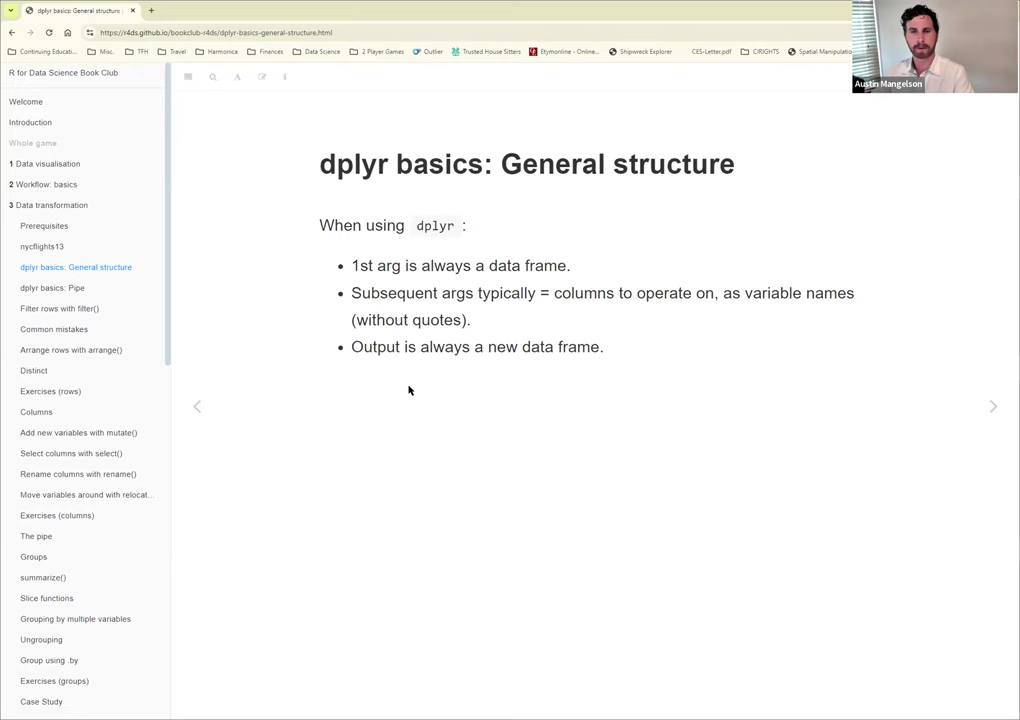 dplyr basics: General structure
https://r4ds.github.io/bookclub-r4ds/dplyr-basics-general-structure.html
Continuing Educati...
Misc.
TFH
Travel
Harmonica
Finances
Data Science
2 Player Games
Outlier
Trusted House Sitters
Etymonline - Online...
Shipwreck Explorer
CES-Letter.pdf
CIRIGHTS
Spatial Manipulatio
Austin Mangelson
R for Data Science Book Club
Welcome
Introduction
Whole game
1 Data visualisation
2 Workflow: basics
3 Data transformation
Prerequisites
nycflights13
dplyr basics: General structure
dplyr basics: Pipe
Filter rows with filter()
Common mistakes
Arrange rows with arrange()
Distinct
Exercises (rows)
Columns
Add new variables with mutate()
Select columns with select()
Rename columns with rename()
Move variables around with relocat...
Exercises (columns)
The pipe
Groups
summarize()
Slice functions
Grouping by multiple variables
Ungrouping
Group using .by
Exercises (groups)
Case Study
dplyr basics: General structure
When using dplyr :
• 1st arg is always a data frame.
• Subsequent args typically = columns to operate on, as variable names
(without quotes).
• Output is always a new data frame.